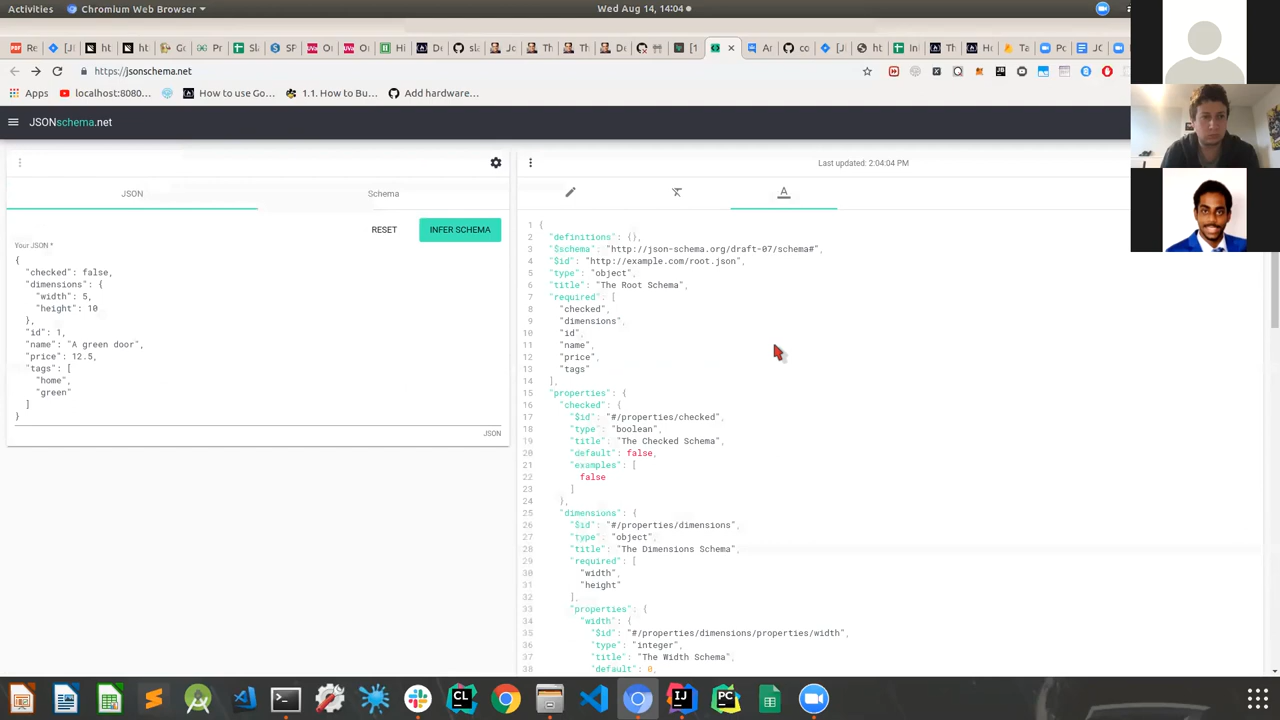 Activities
Chromium Web Browser
Wed Aug 14, 14:04
https://jsonschema.net
Apps
localhost:8080...
How to use Go...
1.1. How to Bu...
Add hardware...
JSONschema.net
JSON
Schema
RESET
INFER SCHEMA
Your JSON *
{
"checked": false,
"dimensions": {
"width": 5,
"height": 10
},
"id": 1,
"name": "A green door",
"price": 12.5,
"tags": [
"home",
"green"
]
}
JSON
Last updated: 2:04:04 PM
1 {
2 "definitions": {},
3 "$schema": "http://json-schema.org/draft-07/schema#",
4 "$id": "http://example.com/root.json",
5 "type": "object",
6 "title": "The Root Schema",
7 "required": [
8 "checked",
9 "dimensions",
10 "id",
11 "name",
12 "price",
13 "tags"
14 ],
15 "properties": {
16 "checked": {
17 "$id": "#/properties/checked",
18 "type": "boolean",
19 "title": "The Checked Schema",
20 "default": false,
21 "examples": [
22 false
23 ]
24 },
25 "dimensions": {
26 "$id": "#/properties/dimensions",
27 "type": "object",
28 "title": "The Dimensions Schema",
29 "required": [
30 "width",
31 "height"
32 ],
33 "properties": {
34 "width": {
35 "$id": "#/properties/dimensions/properties/width",
36 "type": "integer",
37 "title": "The Width Schema",
38 "default": 0,